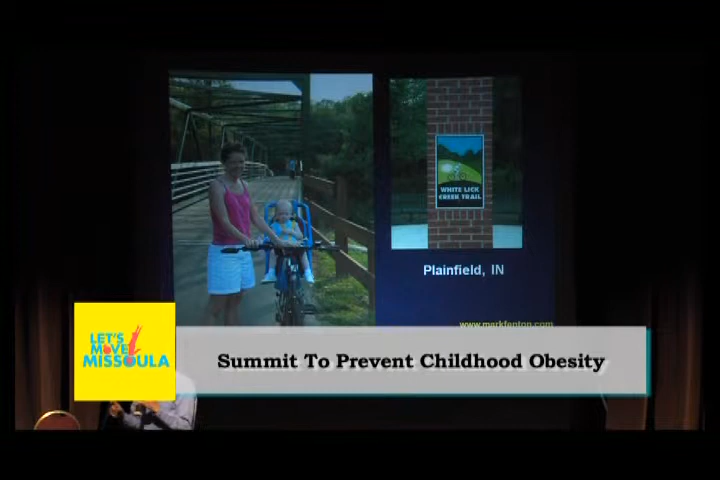 WHITE LICK
CREEK TRAIL
Plainfield, IN
www.markfenton.com
LET'S
MOVE
MISSOULA
Summit To Prevent Childhood Obesity